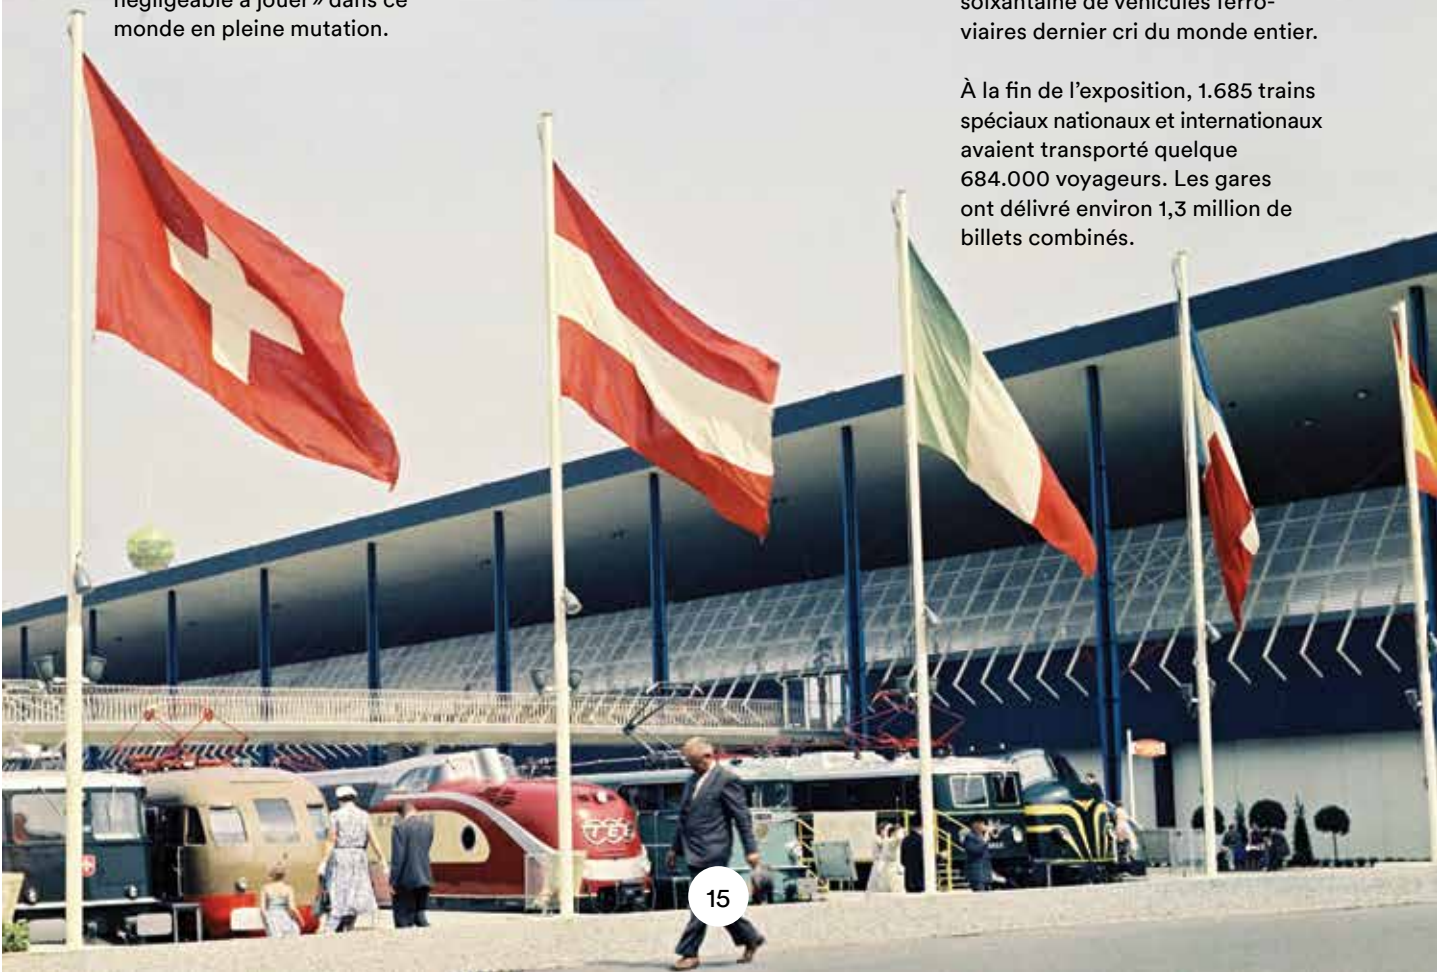 négligeable à jouer » dans ce
monde en pleine mutation.
soixantaine de véhicules ferro-
viaires dernier cri du monde entier.
À la fin de l'exposition, 1.685 trains
spéciaux nationaux et internationaux
avaient transporté quelque
684.000 voyageurs. Les gares
ont délivré environ 1,3 million de
billets combinés.
TEE
15